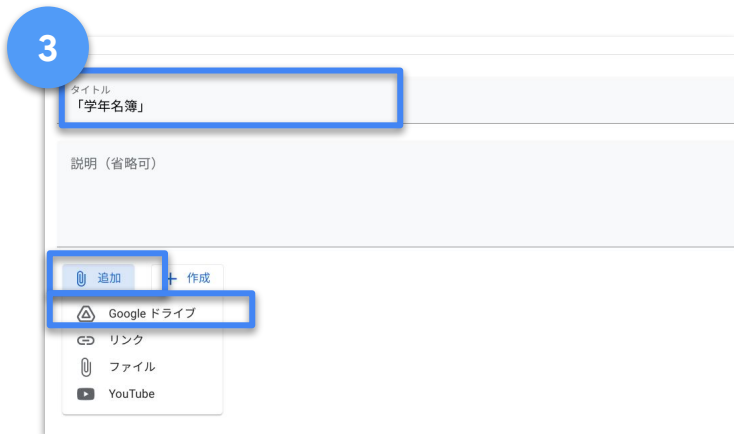 3
タイトル
「学年名簿」
説明（省略可）
追加
作成
Google ドライブ
リンク
ファイル
YouTube